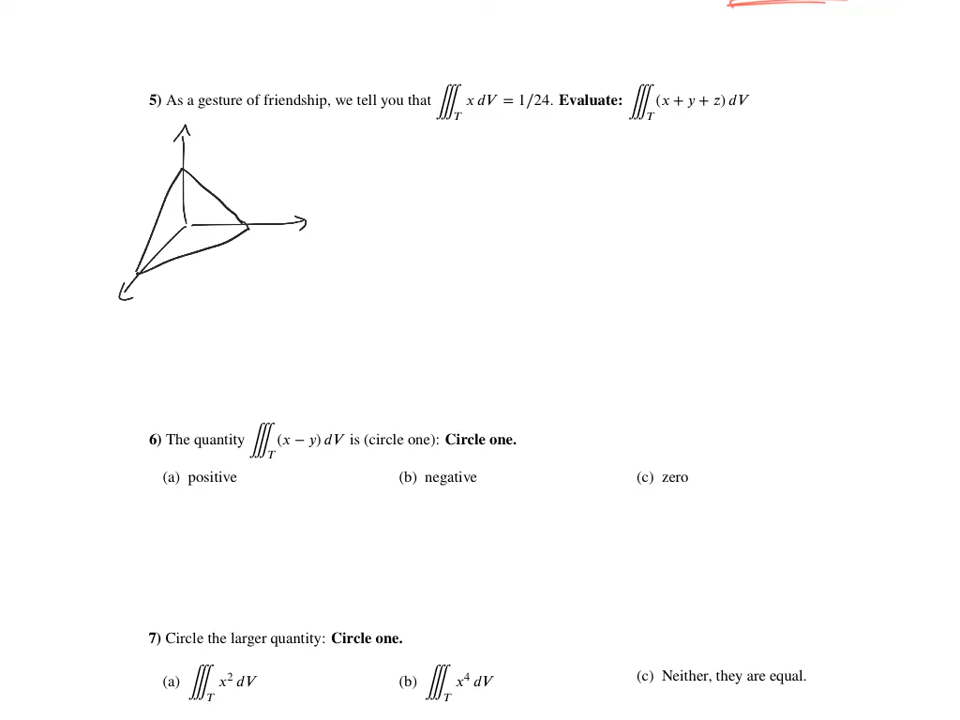 5) As a gesture of friendship, we tell you that ∭_T x dV = 1/24. Evaluate: ∭_T (x + y + z) dV
6) The quantity ∭_T (x − y) dV is (circle one): Circle one.
(a) positive (b) negative (c) zero
7) Circle the larger quantity: Circle one.
(a) ∭_T x² dV (b) ∭_T x⁴ dV (c) Neither, they are equal.